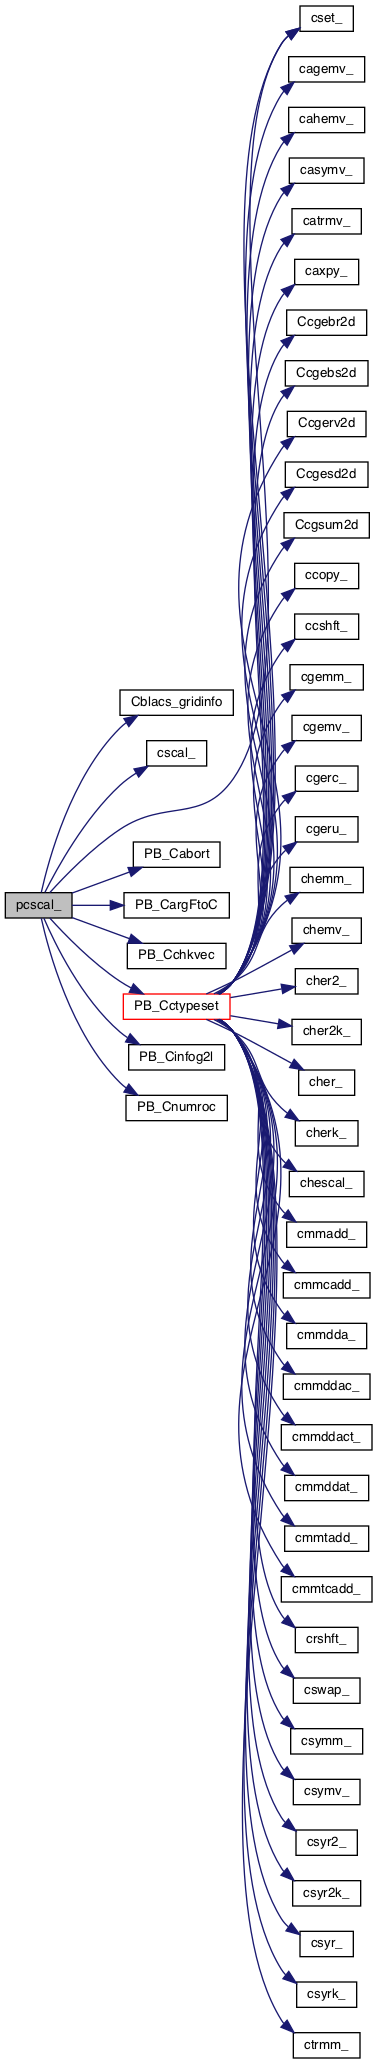 cset_
cagemv_
cahemv_
casymv_
catrmv_
caxpy_
Ccgebr2d
Ccgebs2d
Ccgerv2d
Ccgesd2d
Ccgsum2d
ccopy_
ccshft_
cgemm_
Cblacs_gridinfo
cgemv_
cscal_
cgerc_
cgeru_
PB_Cabort
chemm_
pcscal_
PB_CargFtoC
chemv_
PB_Cchkvec
cher2_
PB_Cctypeset
cher2k_
PB_Cinfog2l
cher_
PB_Cnumroc
cherk_
chescal_
cmmadd_
cmmcadd_
cmmdda_
cmmddac_
cmmddact_
cmmddat_
cmmtadd_
cmmtcadd_
crshft_
cswap_
csymm_
csymv_
csyr2_
csyr2k_
csyr_
csyrk_
ctrmm_